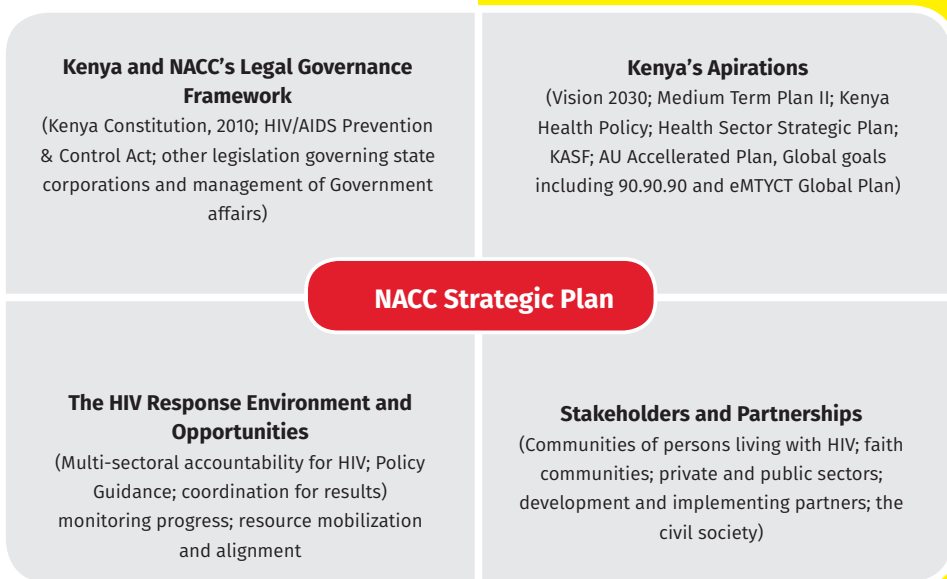 Kenya and NACC's Legal Governance
Framework
(Kenya Constitution, 2010; HIV/AIDS Prevention
& Control Act; other legislation governing state
corporations and management of Government
affairs)
Kenya's Apirations
(Vision 2030; Medium Term Plan II; Kenya
Health Policy; Health Sector Strategic Plan;
KASF; AU Accellerated Plan, Global goals
including 90.90.90 and eMTYCT Global Plan)
NACC Strategic Plan
The HIV Response Environment and
Opportunities
(Multi-sectoral accountability for HIV; Policy
Guidance; coordination for results)
monitoring progress; resource mobilization
and alignment
Stakeholders and Partnerships
(Communities of persons living with HIV; faith
communities; private and public sectors;
development and implementing partners; the
civil society)